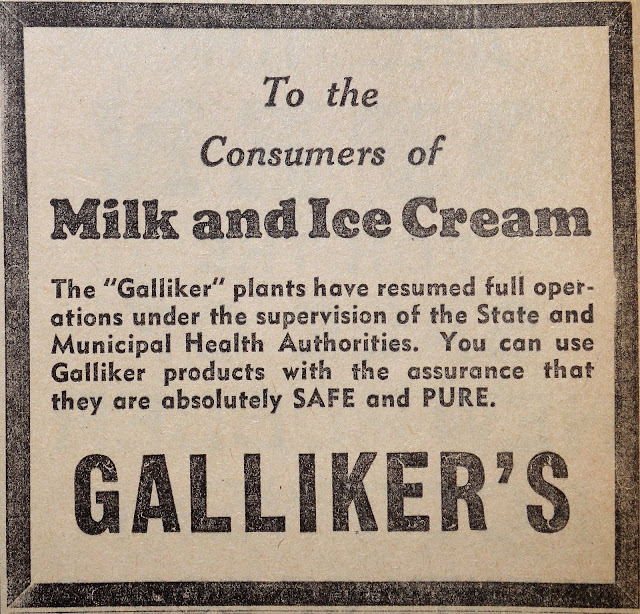 To the
Consumers of
Milk and Ice Cream
The "Galliker" plants have resumed full oper-
ations under the supervision of the State and
Municipal Health Authorities. You can use
Galliker products with the assurance that
they are absolutely SAFE and PURE.
GALLIKER'S